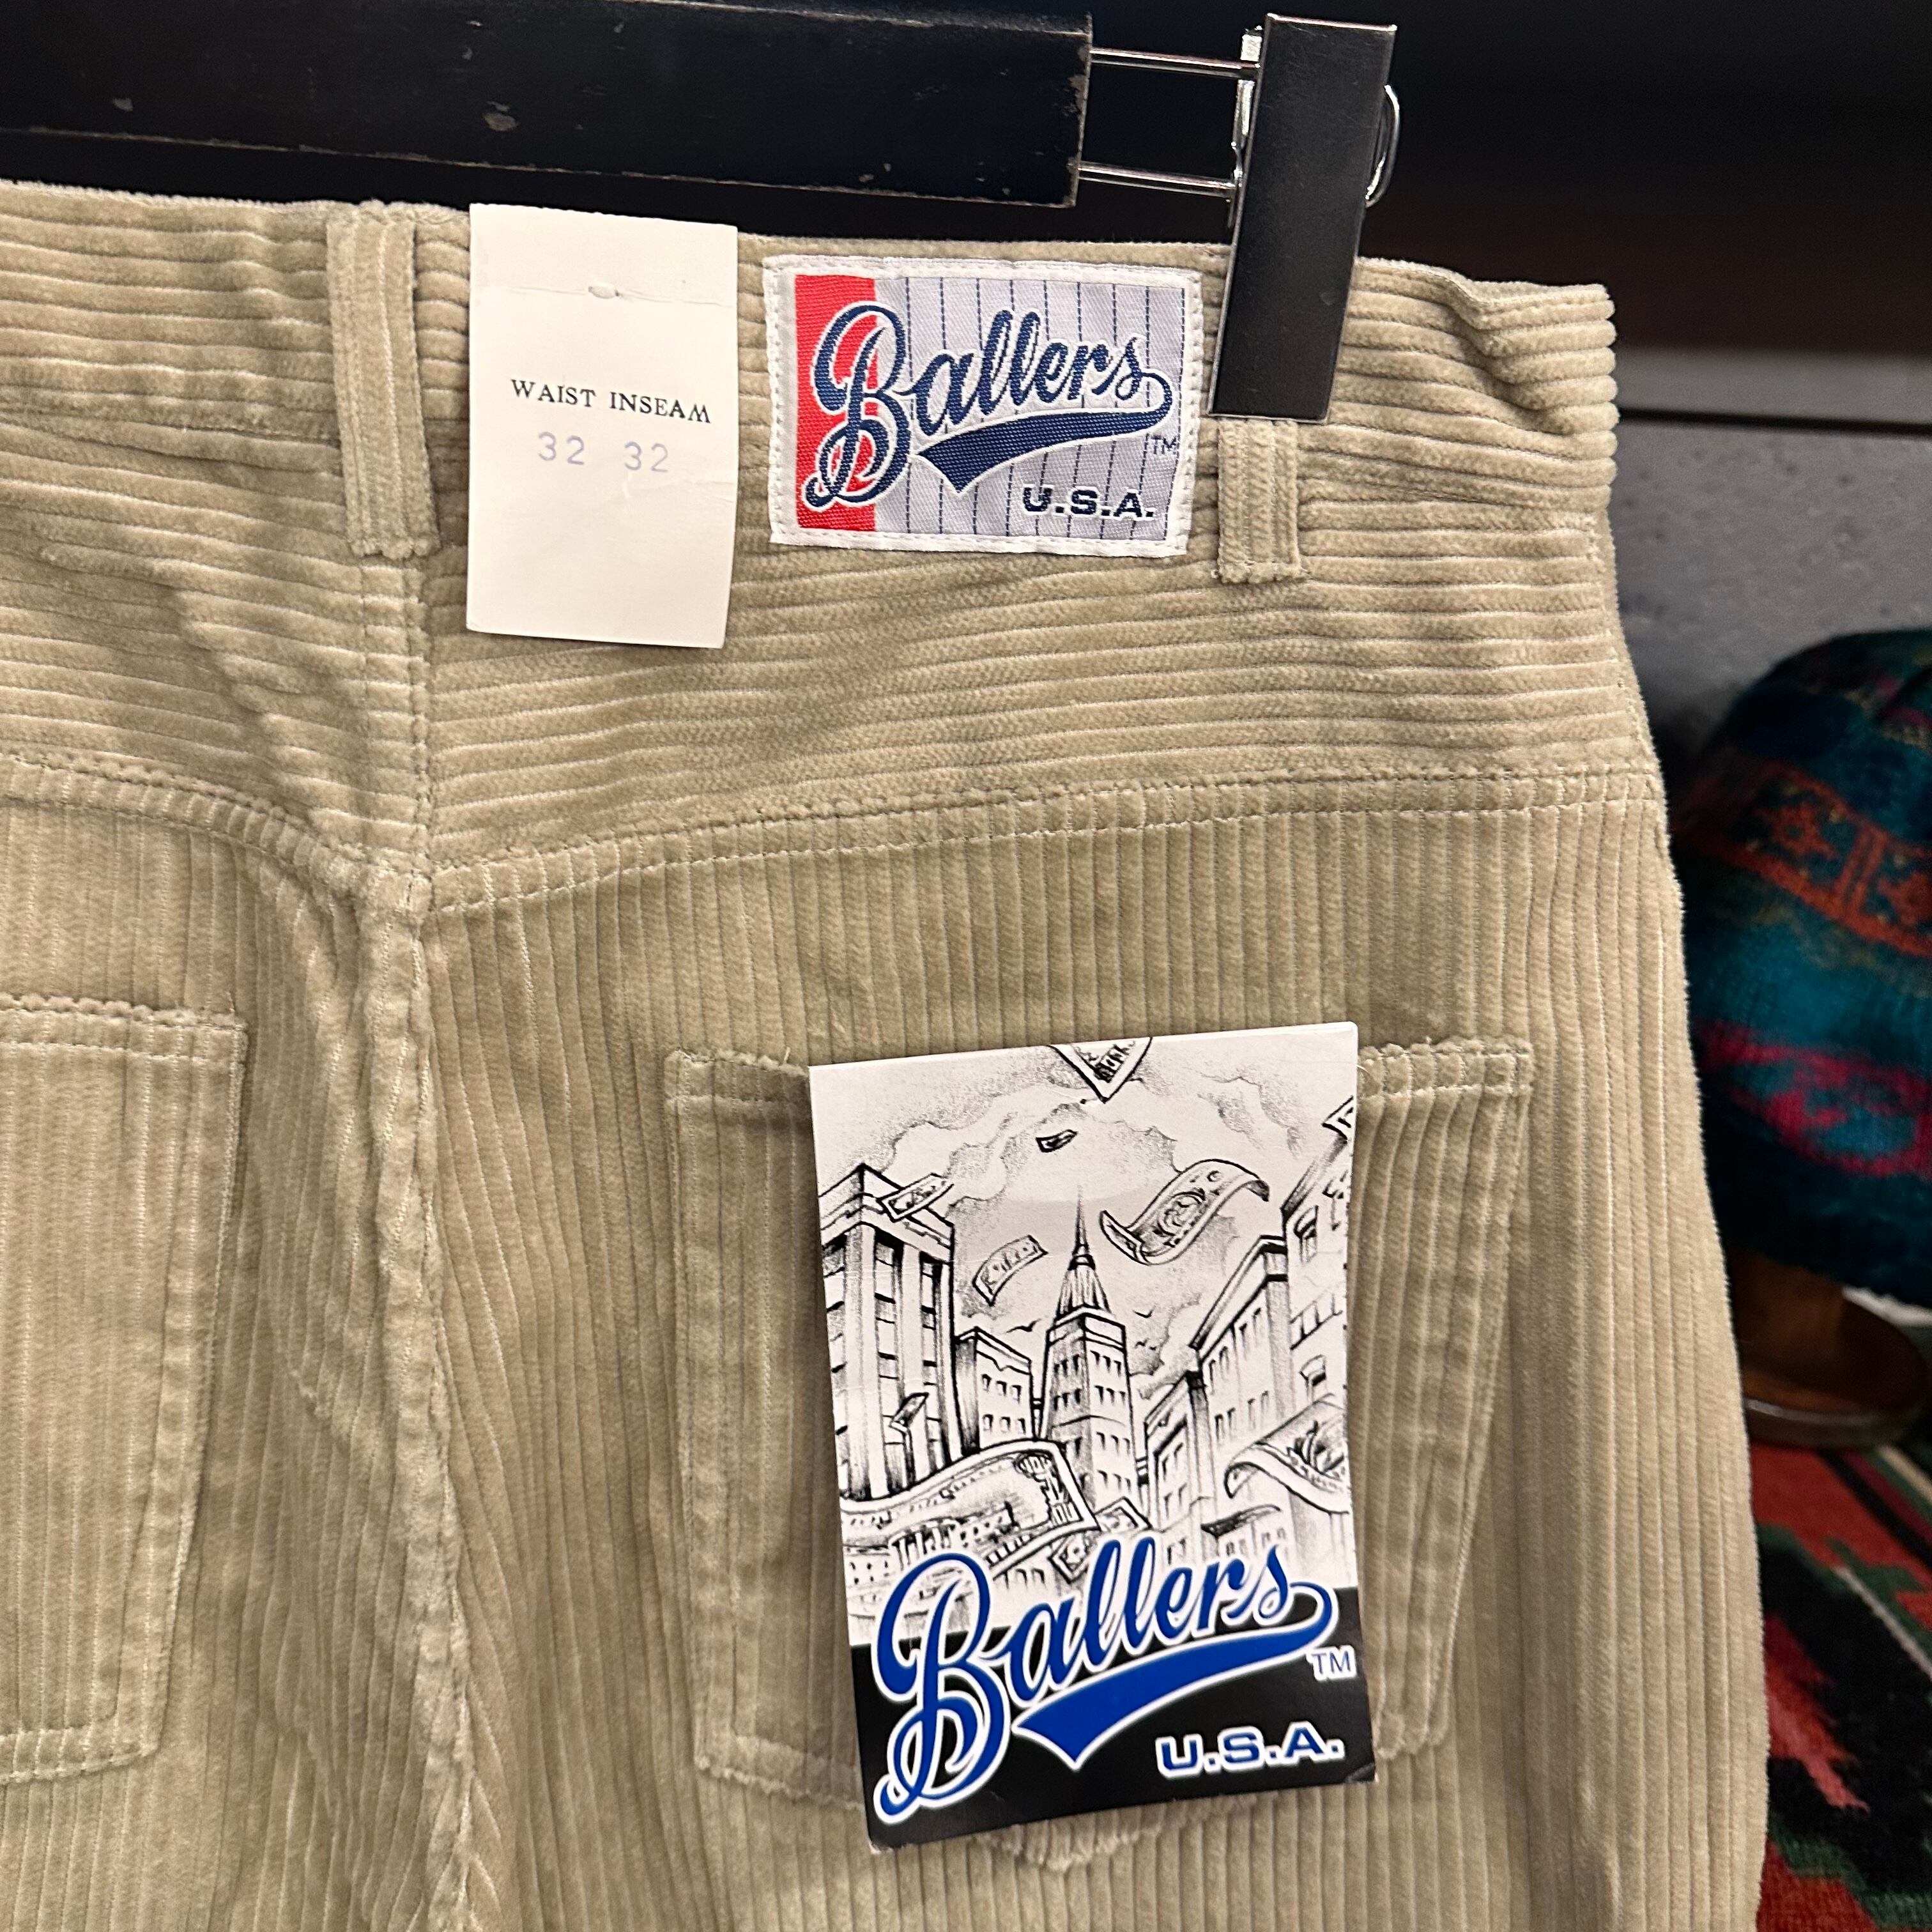 WAIST INSEAM
32 32
Ballers
TM
U.S.A.
Ballers
TM
U.S.A.